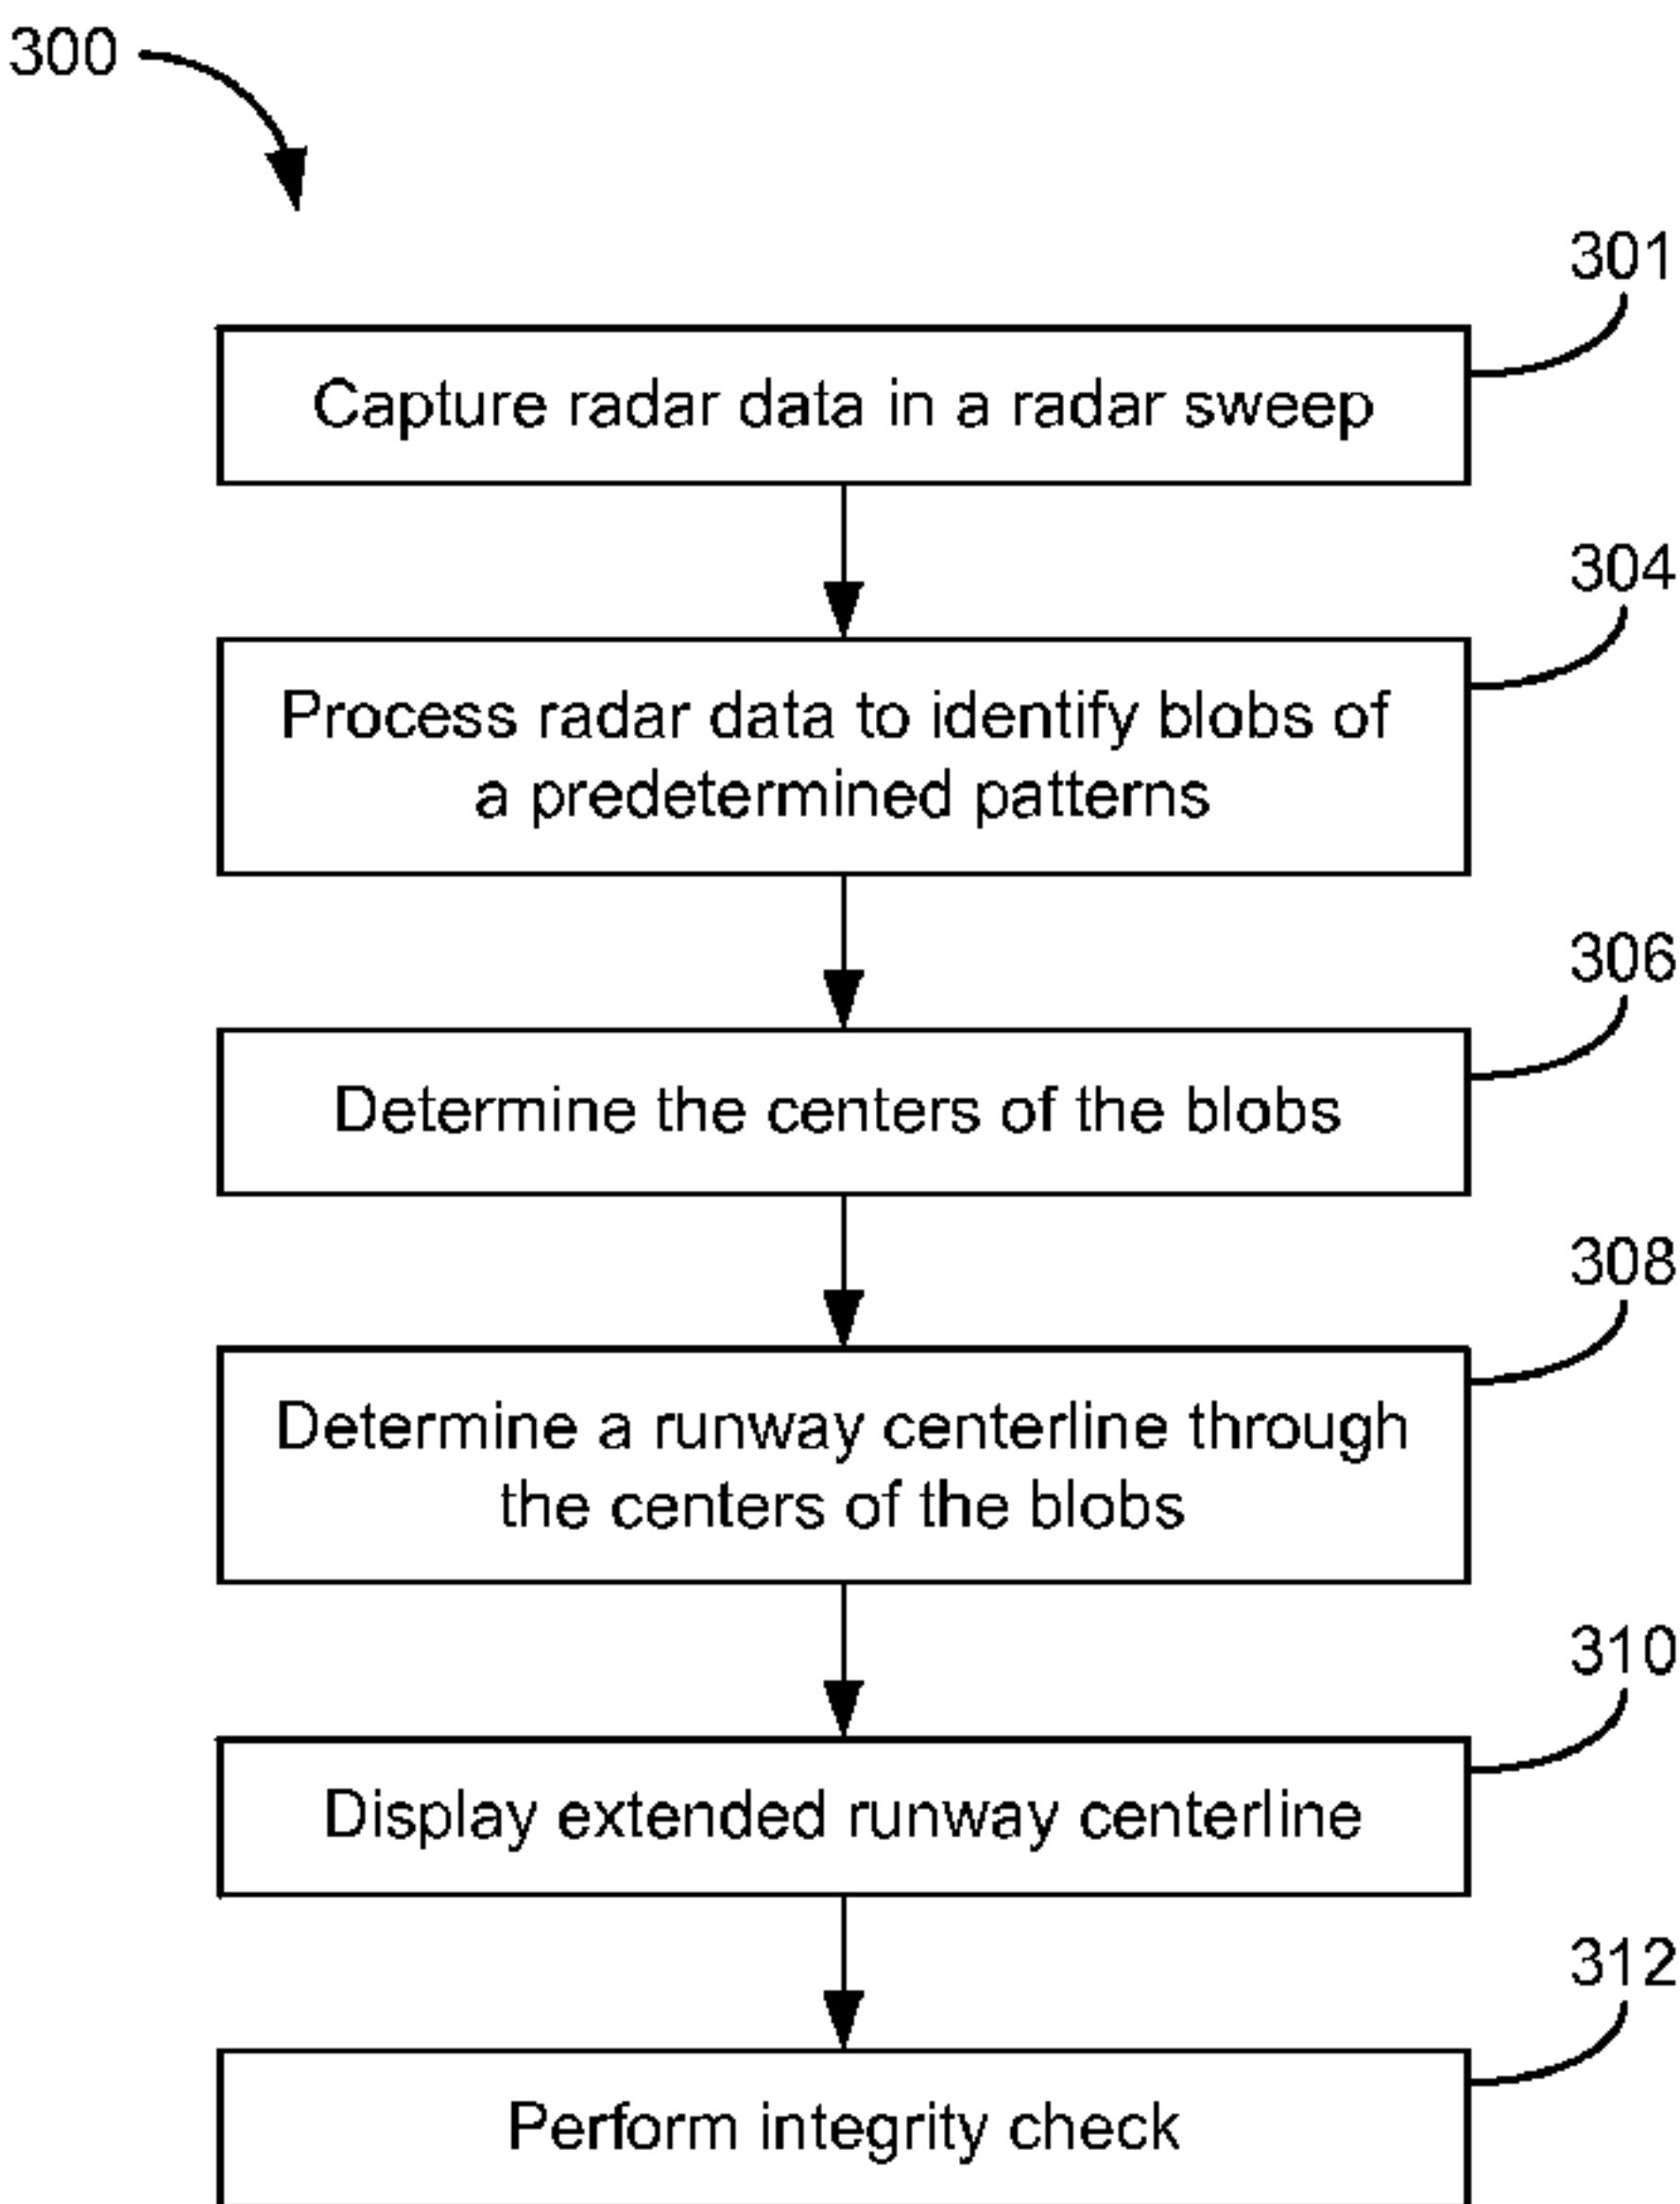 300
301
Capture radar data in a radar sweep
304
Process radar data to identify blobs of
a predetermined patterns
306
Determine the centers of the blobs
308
Determine a runway centerline through
the centers of the blobs
310
Display extended runway centerline
312
Perform integrity check